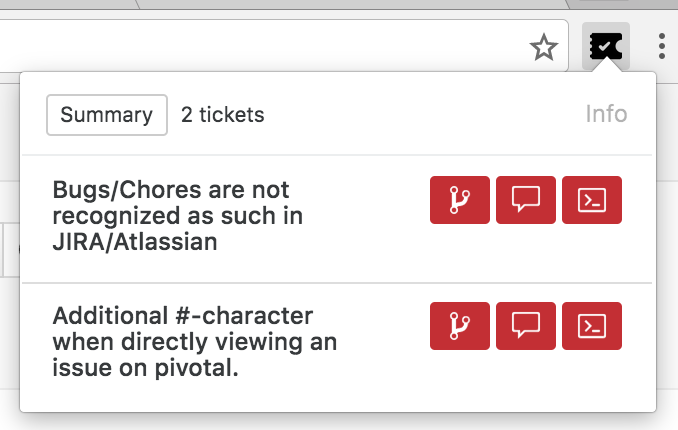 Summary 2 tickets Info
Bugs/Chores are not
recognized as such in
JIRA/Atlassian
Additional #-character
when directly viewing an
issue on pivotal.